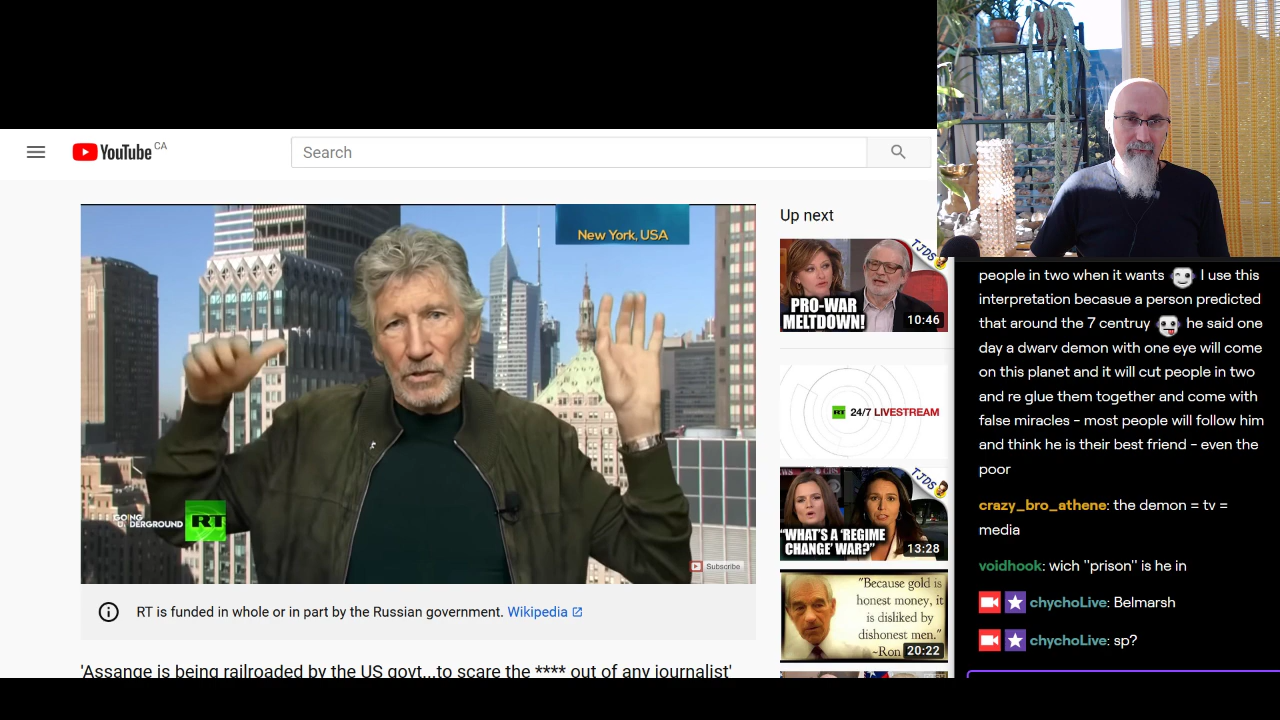 YouTube CA
Search
New York, USA
GOING
UNDERGROUND RT
Subscribe
RT is funded in whole or in part by the Russian government. Wikipedia
'Assange is being railroaded by the US govt...to scare the **** out of any journalist'
Up next
TJDS
PRO-WAR
MELTDOWN!
10:46
RT 24/7 LIVESTREAM
TJDS
"WHAT'S A 'REGIME
CHANGE' WAR?"
13:28
"Because gold is
honest money, it
is disliked by
dishonest men."
~Ron
20:22
people in two when it wants I use this
interpretation becasue a person predicted
that around the 7 centruy he said one
day a dwarv demon with one eye will come
on this planet and it will cut people in two
and re glue them together and come with
false miracles - most people will follow him
and think he is their best friend - even the
poor
crazy_bro_athene: the demon = tv =
media
voidhook: wich "prison" is he in
chychoLive: Belmarsh
chychoLive: sp?